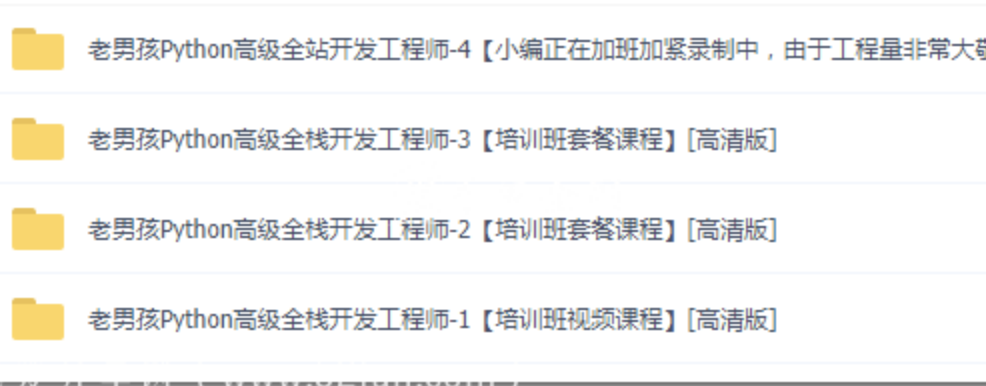 老男孩Python高级全站开发工程师-4【小编正在加班加紧录制中，由于工程量非常大
老男孩Python高级全栈开发工程师-3【培训班套餐课程】[高清版]
老男孩Python高级全栈开发工程师-2【培训班套餐课程】[高清版]
老男孩Python高级全栈开发工程师-1【培训班视频课程】[高清版]